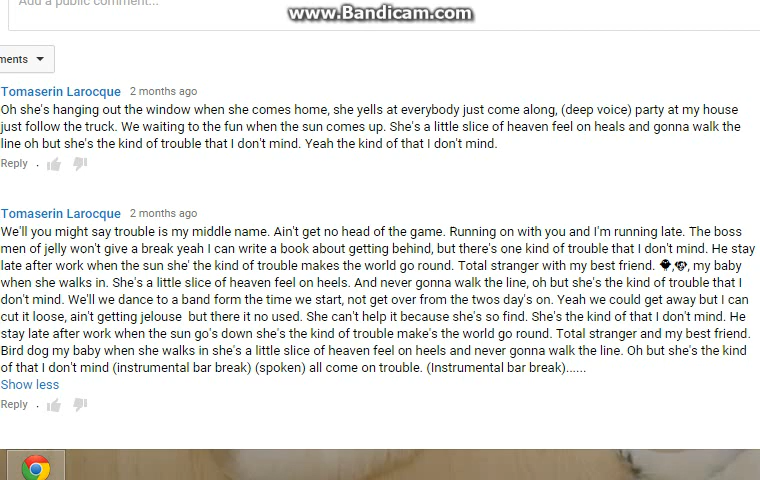 Add a public comment...
www.Bandicam.com
ments
Tomaserin Larocque 2 months ago
Oh she's hanging out the window when she comes home, she yells at everybody just come along, (deep voice) party at my house
just follow the truck. We waiting to the fun when the sun comes up. She's a little slice of heaven feel on heals and gonna walk the
line oh but she's the kind of trouble that I don't mind. Yeah the kind of that I don't mind.
Reply .
Tomaserin Larocque 2 months ago
We'll you might say trouble is my middle name. Ain't get no head of the game. Running on with you and I'm running late. The boss
men of jelly won't give a break yeah I can write a book about getting behind, but there's one kind of trouble that I don't mind. He stay
late after work when the sun she' the kind of trouble makes the world go round. Total stranger with my best friend. 🐦,🐶, my baby
when she walks in. She's a little slice of heaven feel on heels. And never gonna walk the line, oh but she's the kind of trouble that I
don't mind. We'll we dance to a band form the time we start, not get over from the twos day's on. Yeah we could get away but I can
cut it loose, ain't getting jelouse but there it no used. She can't help it because she's so find. She's the kind of that I don't mind. He
stay late after work when the sun go's down she's the kind of trouble make's the world go round. Total stranger and my best friend.
Bird dog my baby when she walks in she's a little slice of heaven feel on heels and never gonna walk the line. Oh but she's the kind
of that I don't mind (instrumental bar break) (spoken) all come on trouble. (Instrumental bar break)......
Show less
Reply .